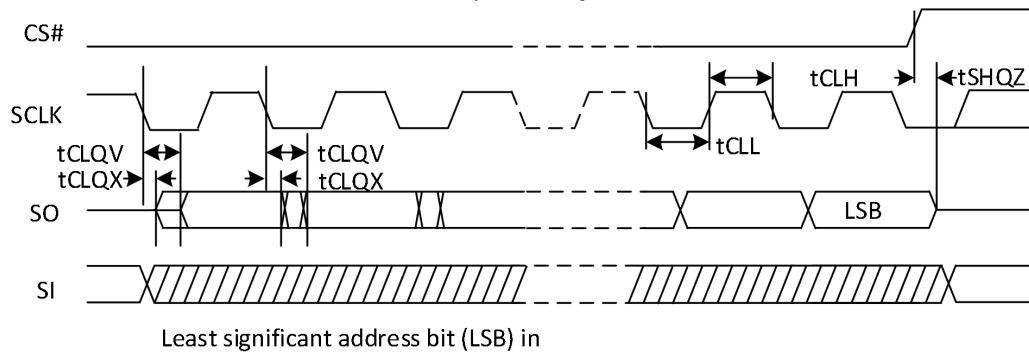 CS#
tCLH
tSHQZ
SCLK
tCLL
tCLQV
tCLQV
tCLQX
tCLQX
SO
LSB
SI
Least significant address bit (LSB) in